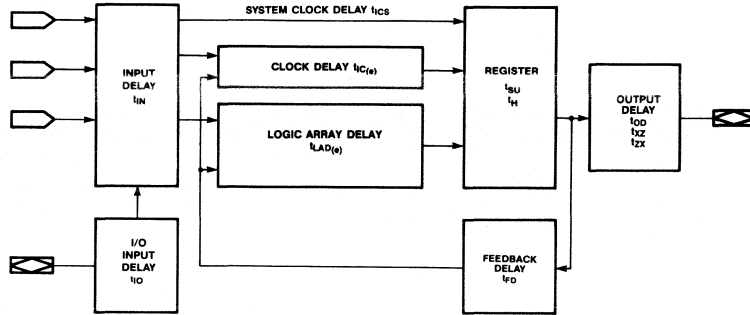 SYSTEM CLOCK DELAY tICS
INPUT
DELAY
tIN
CLOCK DELAY tIC(e)
LOGIC ARRAY DELAY
tLAD(e)
REGISTER
tSU
tH
OUTPUT
DELAY
tOD
tXZ
tZX
I/O
INPUT
DELAY
tIO
FEEDBACK
DELAY
tFD